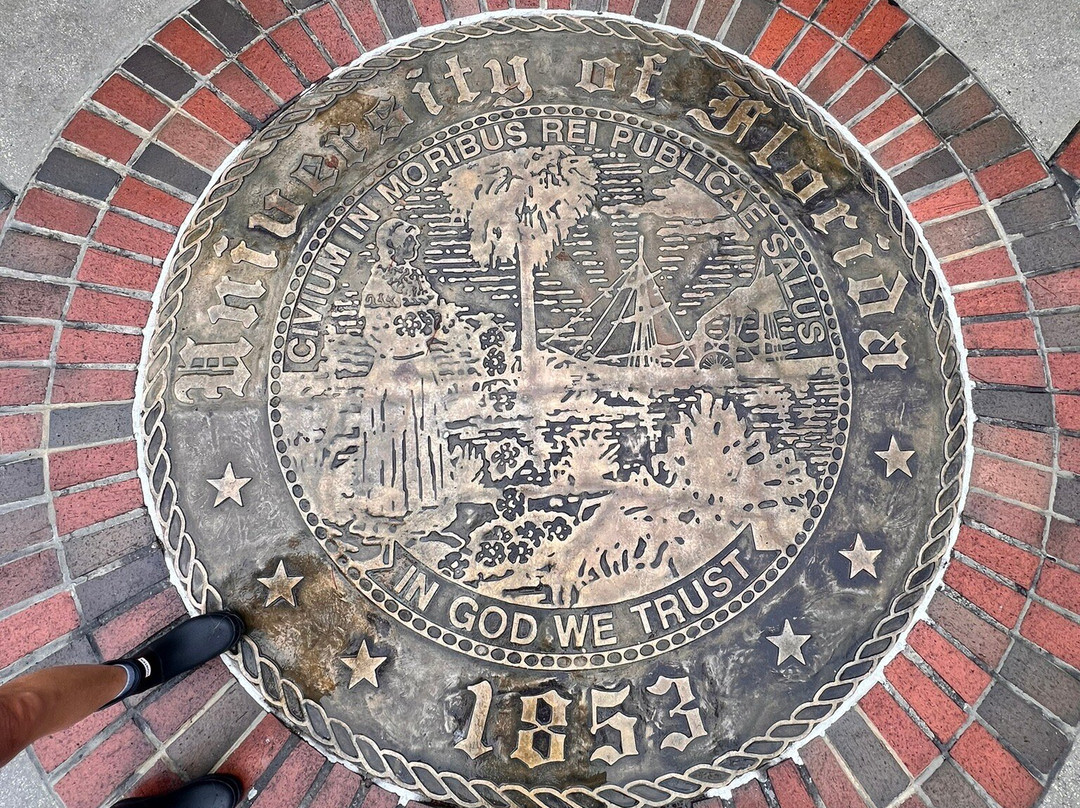 University of Florida
CIVIUM IN MORIBUS REI PUBLICAE SALUS
IN GOD WE TRUST
1853